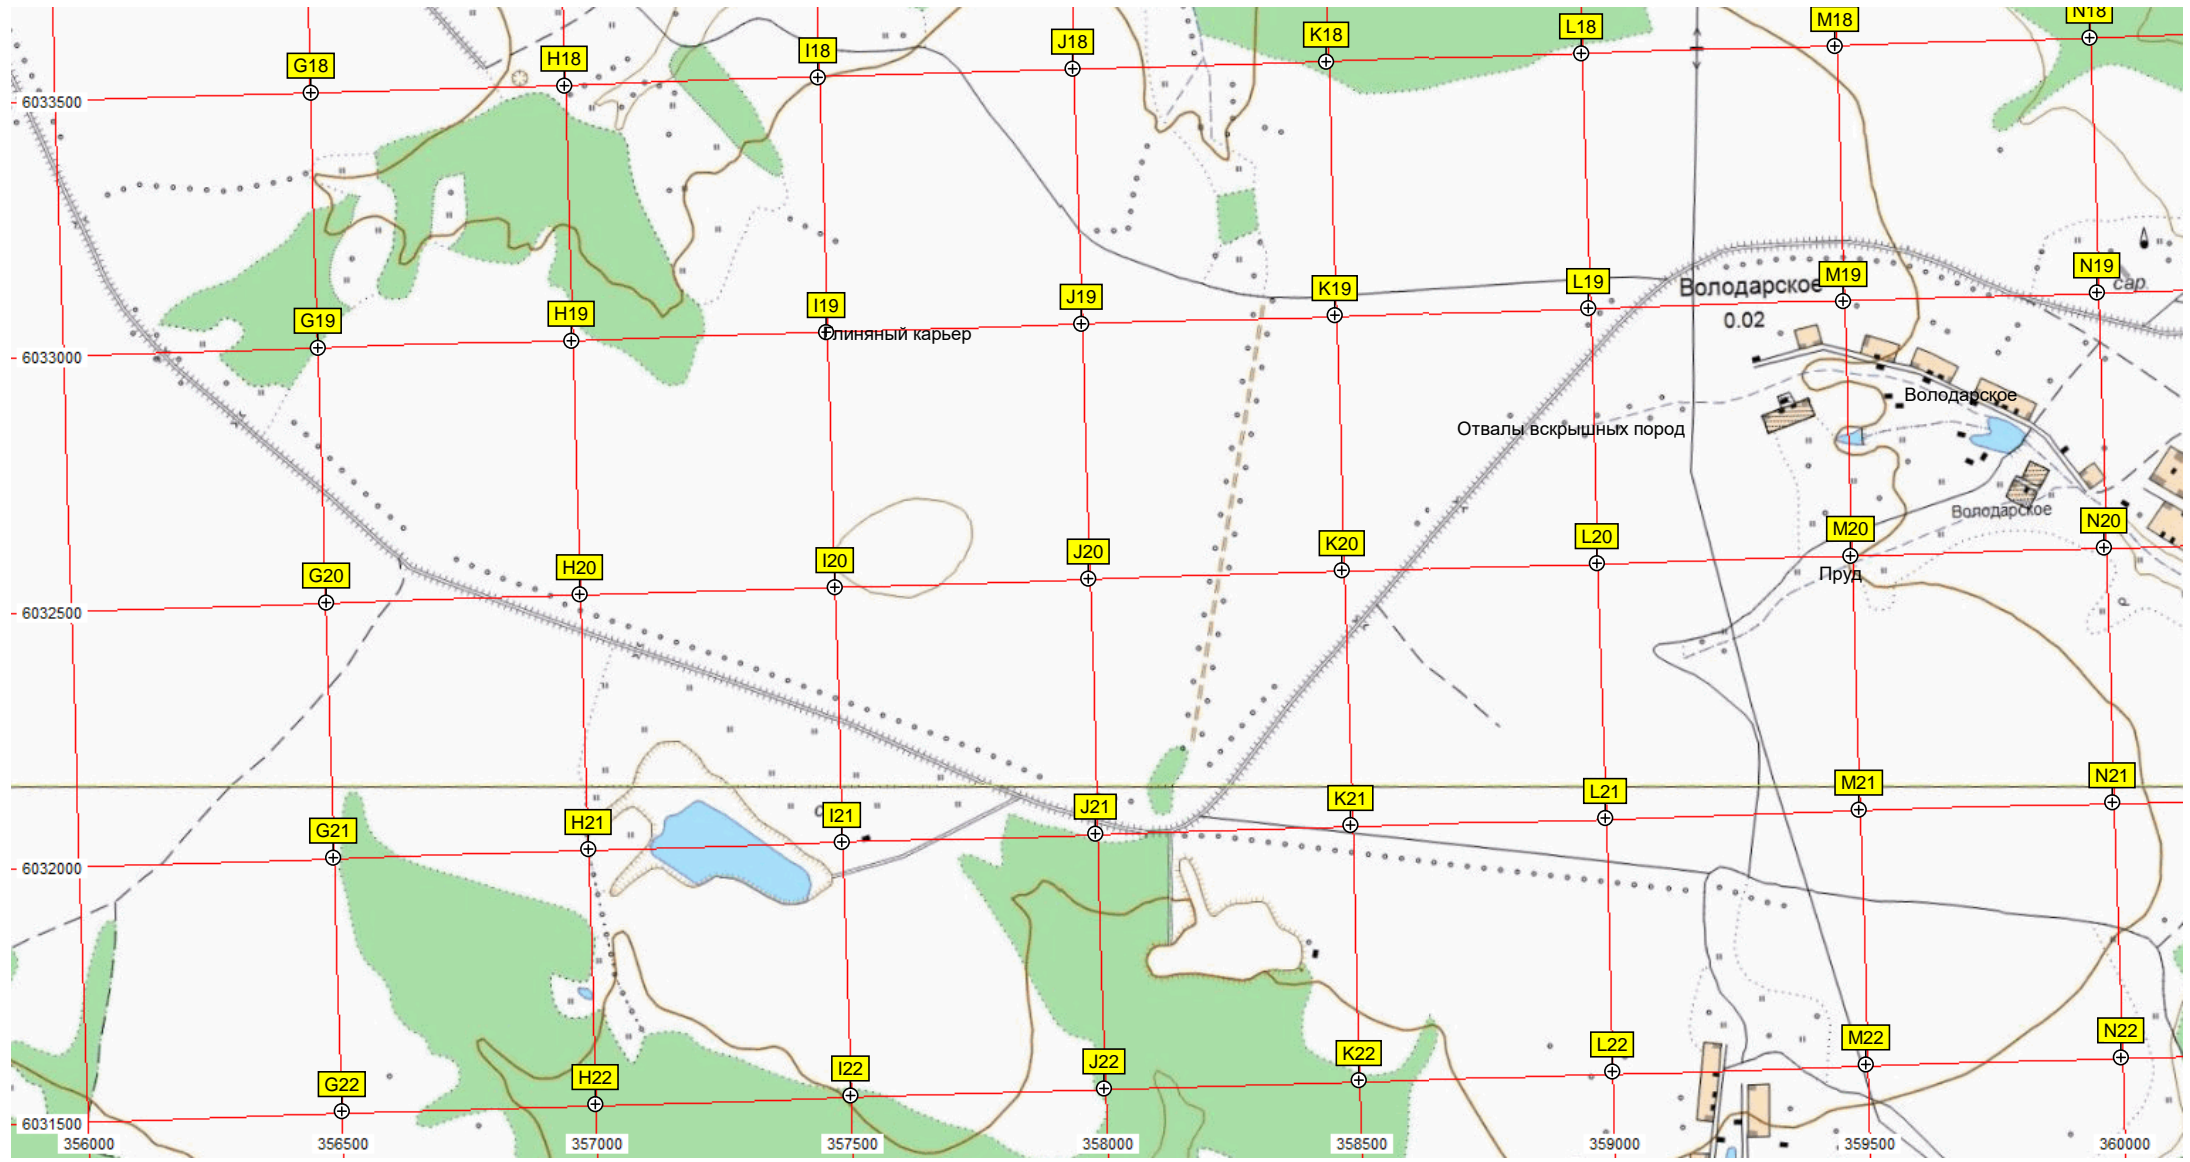 G18 H18 I18 J18 K18 L18 M18 N18
6033500
G19 H19 I19 J19 K19 L19 M19 N19
Володарское
0.02
сар.
6033000
Глиняный карьер
Володарское
Отвалы вскрышных пород
Володарское
G20 H20 I20 J20 K20 L20 M20 N20
Пруд
6032500
G21 H21 I21 J21 K21 L21 M21 N21
6032000
G22 H22 I22 J22 K22 L22 M22 N22
6031500
356000 356500 357000 357500 358000 358500 359000 359500 360000